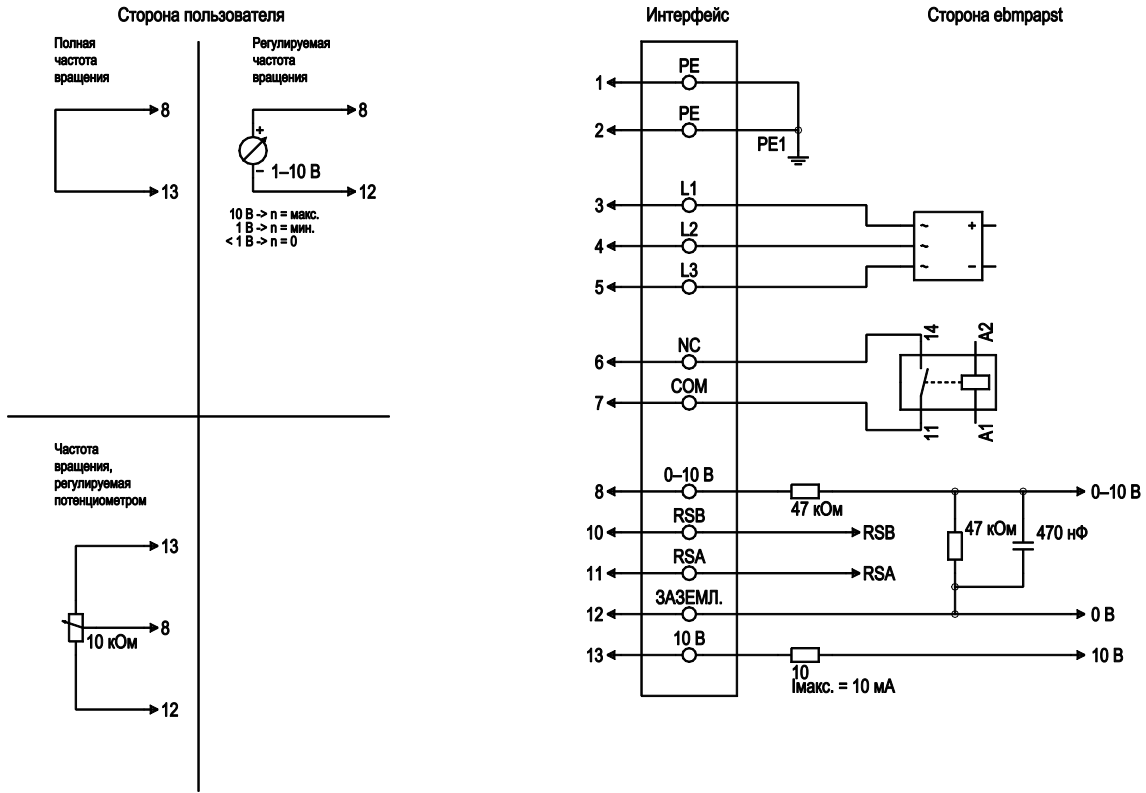 Сторона пользователя
Интерфейс
Сторона ebmpapst
Полная
частота
вращения
8
13
Регулируемая
частота
вращения
8
+
–
1–10 В
12
10 В -> n = макс.
1 В -> n = мин.
< 1 В -> n = 0
Частота
вращения,
регулируемая
потенциометром
13
8
10 кОм
12
1
PE
2
PE
PE1
3
L1
4
L2
5
L3
~
~
~
+
–
6
NC
14
A2
7
COM
11
A1
8
0–10 В
47 кОм
0–10 В
10
RSB
RSB
47 кОм
470 нФ
11
RSA
RSA
12
ЗАЗЕМЛ.
0 В
13
10 В
10 В
10
Iмакс. = 10 мА